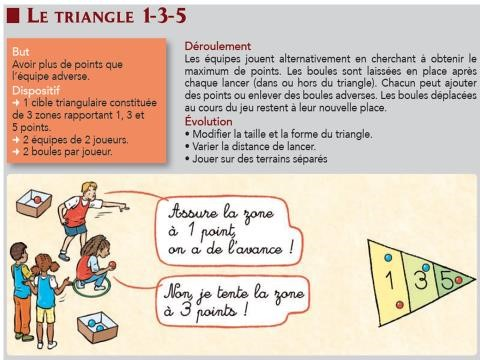 LE TRIANGLE 1-3-5
But
Avoir plus de points que
l'équipe adverse.
Dispositif
→ 1 cible triangulaire constituée
de 3 zones rapportant 1, 3 et
5 points.
→ 2 équipes de 2 joueurs.
→ 2 boules par joueur.
Déroulement
Les équipes jouent alternativement en cherchant à obtenir le
maximum de points. Les boules sont laissées en place après
chaque lancer (dans ou hors du triangle). Chacun peut ajouter
des points ou enlever des boules adverses. Les boules déplacées
au cours du jeu restent à leur nouvelle place.
Évolution
• Modifier la taille et la forme du triangle.
• Varier la distance de lancer.
• Jouer sur des terrains séparés
Assure la zone
à 1 point,
on a de l'avance !
Non, je tente la zone
à 3 points !
1 3 5